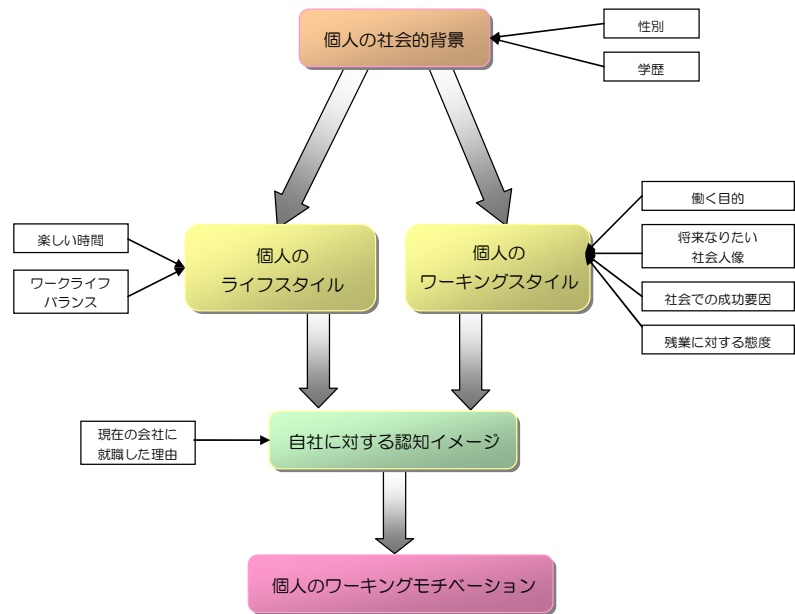 個人の社会的背景
性別
学歴
楽しい時間
ワークライフ
バランス
個人の
ライフスタイル
個人の
ワーキングスタイル
働く目的
将来なりたい
社会人像
社会での成功要因
残業に対する態度
現在の会社に
就職した理由
自社に対する認知イメージ
個人のワーキングモチベーション